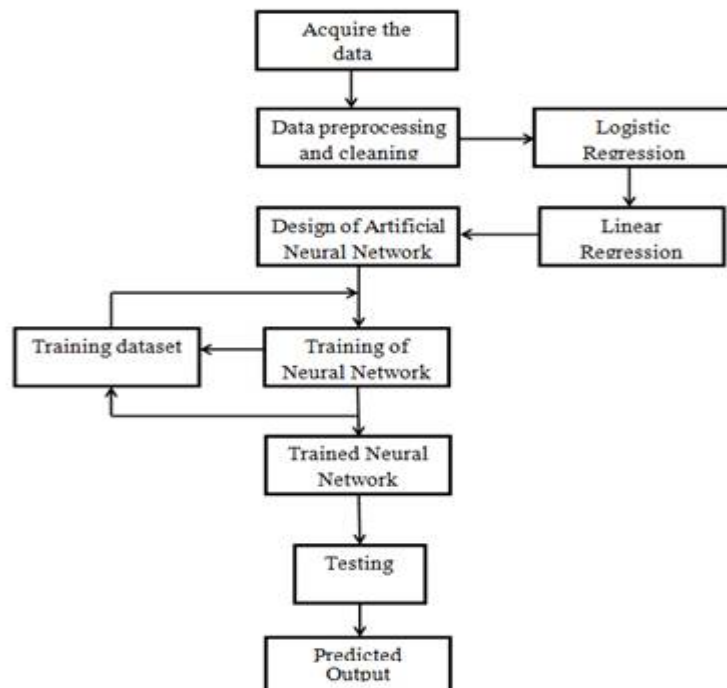 Acquire the
data
Data preprocessing
and cleaning
Logistic
Regression
Design of Artificial
Neural Network
Linear
Regression
Training dataset
Training of
Neural Network
Trained Neural
Network
Testing
Predicted
Output